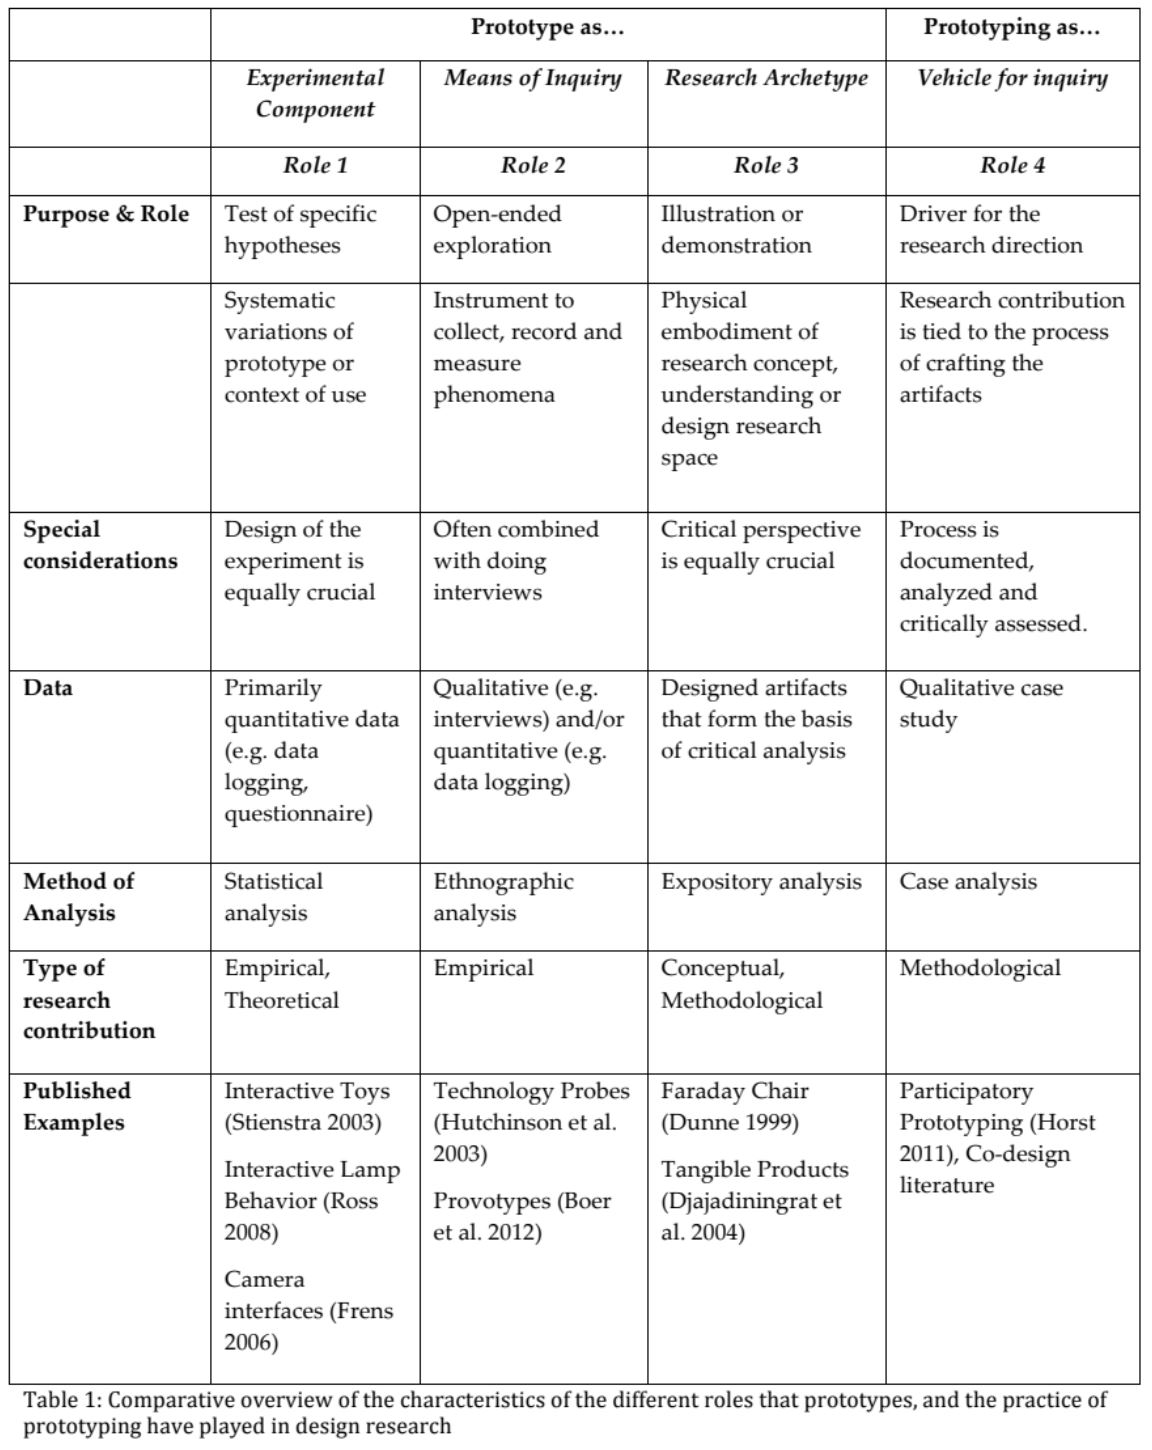 Prototype as…
Prototyping as…
Experimental
Component
Means of Inquiry
Research Archetype
Vehicle for inquiry
Role 1
Role 2
Role 3
Role 4
Purpose & Role
Test of specific
hypotheses
Open-ended
exploration
Illustration or
demonstration
Driver for the
research direction
Systematic
variations of
prototype or
context of use
Instrument to
collect, record and
measure
phenomena
Physical
embodiment of
research concept,
understanding or
design research
space
Research contribution
is tied to the process
of crafting the
artifacts
Special
considerations
Design of the
experiment is
equally crucial
Often combined
with doing
interviews
Critical perspective
is equally crucial
Process is
documented,
analyzed and
critically assessed.
Data
Primarily
quantitative data
(e.g. data
logging,
questionnaire)
Qualitative (e.g.
interviews) and/or
quantitative (e.g.
data logging)
Designed artifacts
that form the basis
of critical analysis
Qualitative case
study
Method of
Analysis
Statistical
analysis
Ethnographic
analysis
Expository analysis
Case analysis
Type of
research
contribution
Empirical,
Theoretical
Empirical
Conceptual,
Methodological
Methodological
Published
Examples
Interactive Toys
(Stienstra 2003)
Interactive Lamp
Behavior (Ross
2008)
Camera
interfaces (Frens
2006)
Technology Probes
(Hutchinson et al.
2003)
Provotypes (Boer
et al. 2012)
Faraday Chair
(Dunne 1999)
Tangible Products
(Djajadiningrat et
al. 2004)
Participatory
Prototyping (Horst
2011), Co-design
literature
Table 1: Comparative overview of the characteristics of the different roles that prototypes, and the practice of
prototyping have played in design research